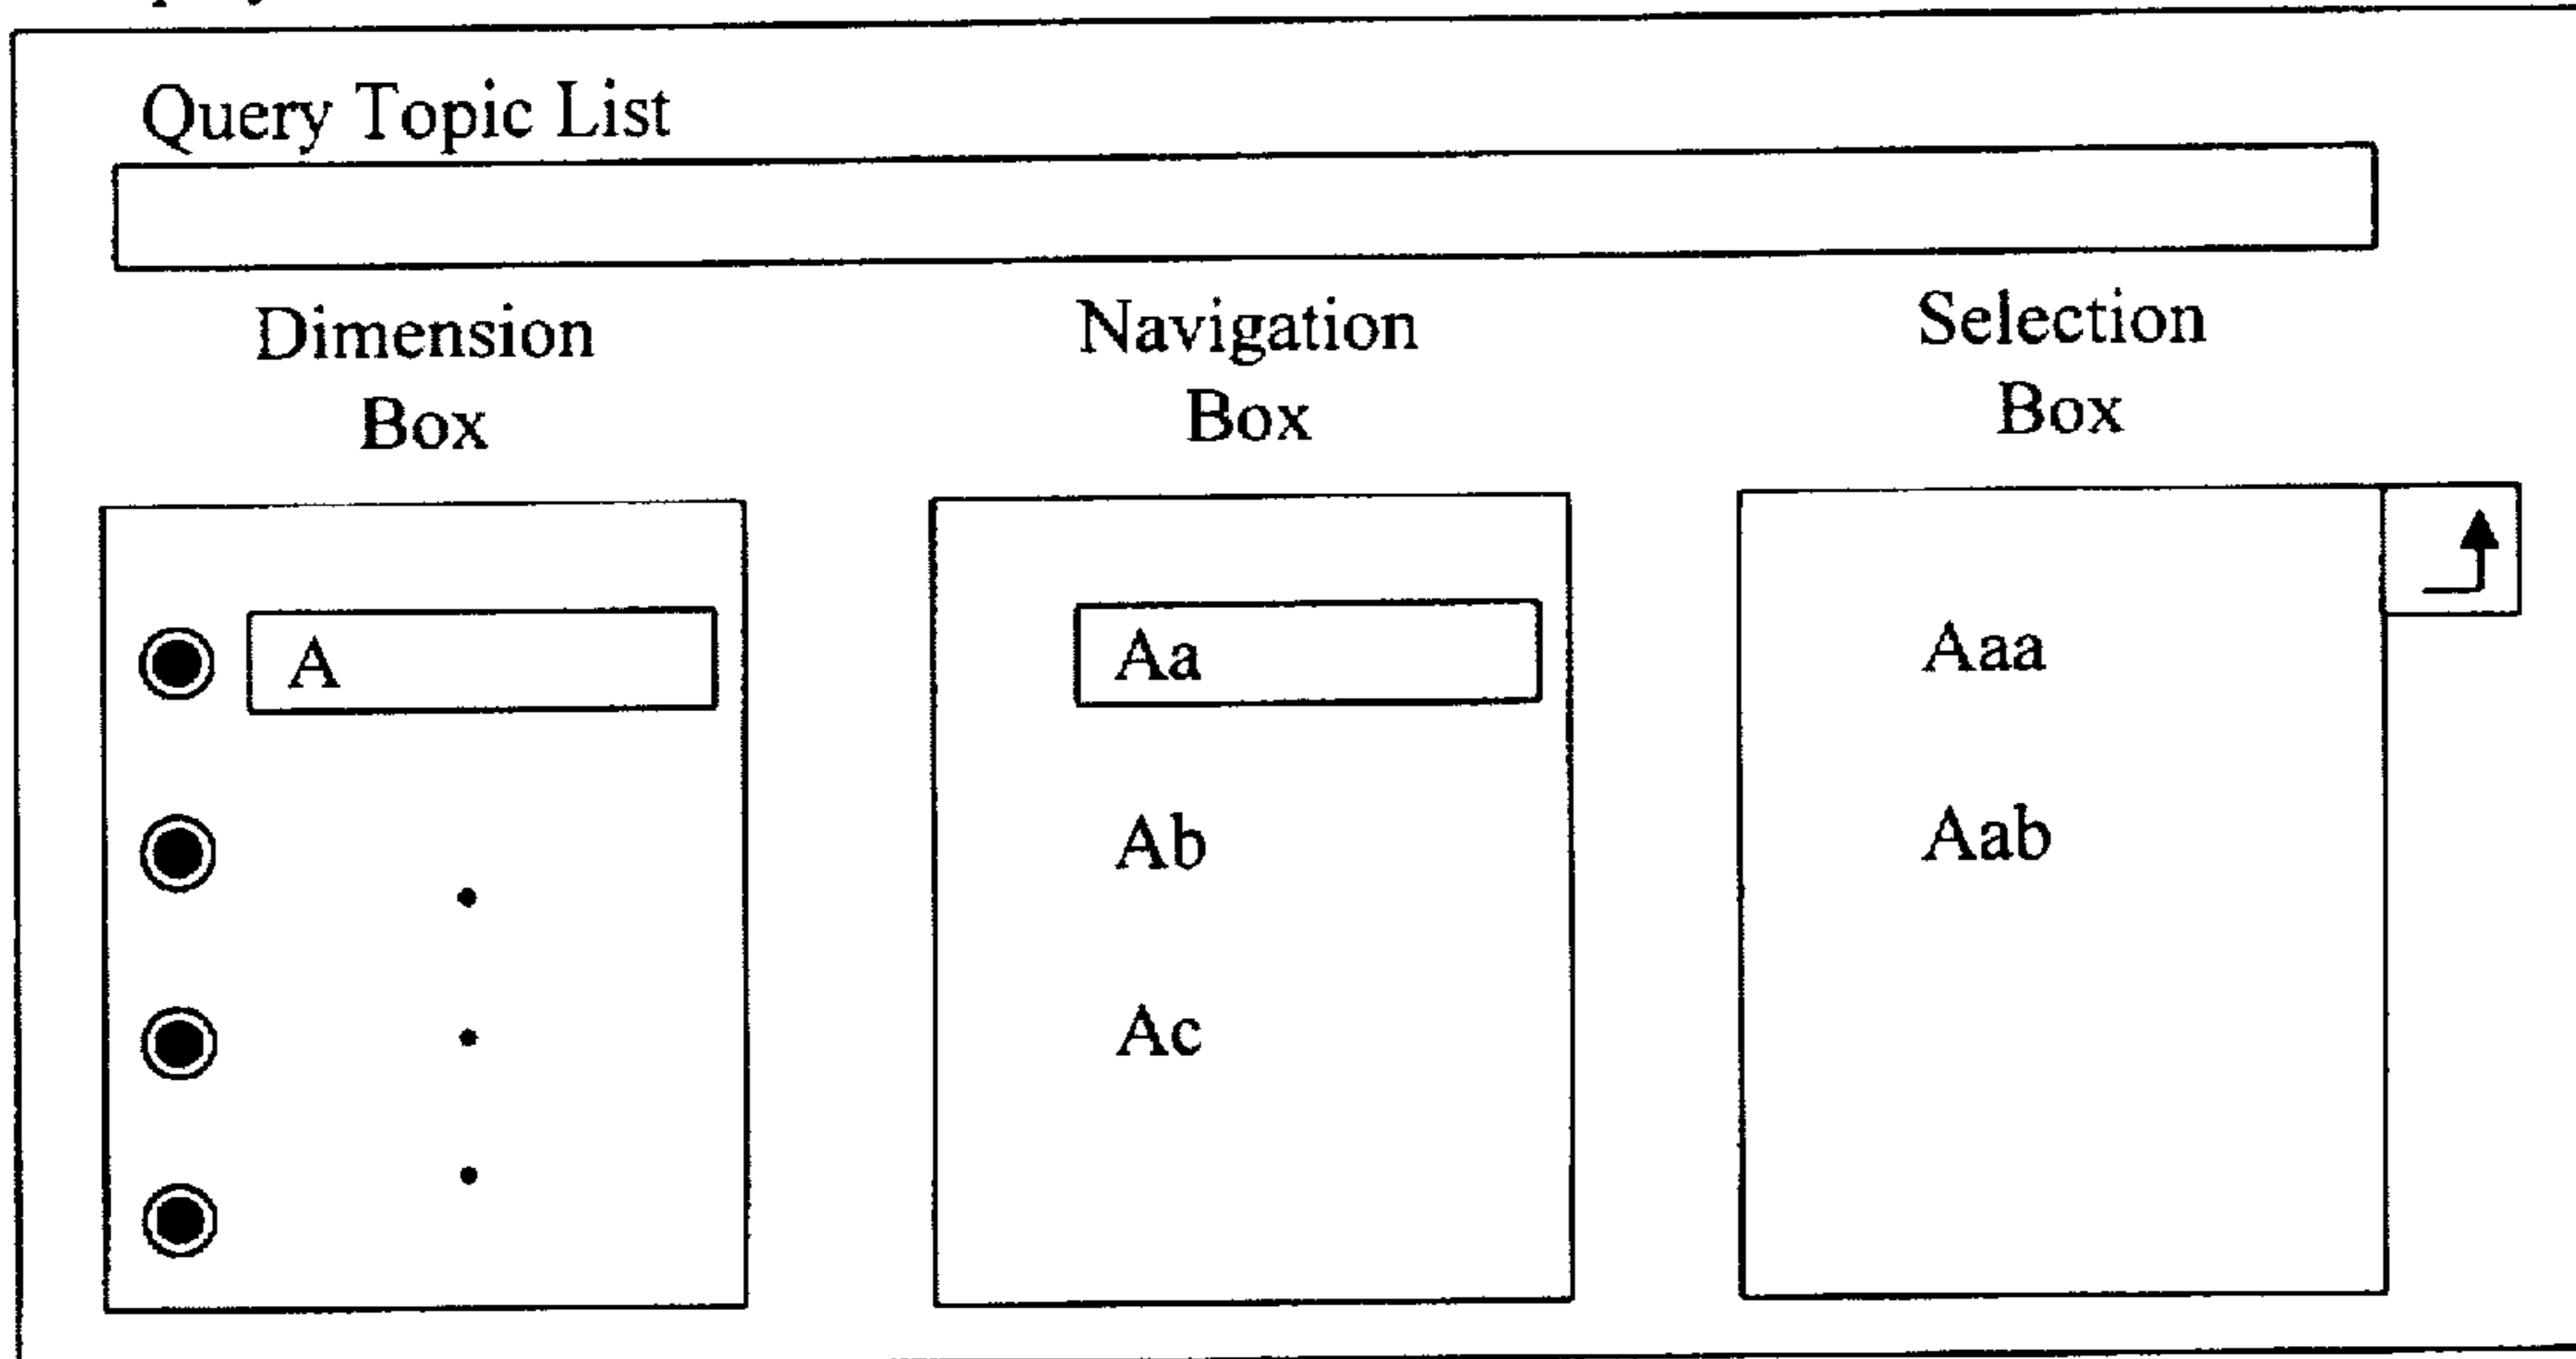 Query Topic List
Dimension
Box
Navigation
Box
Selection
Box
A
Aa
Aaa
Ab
Aab
Ac